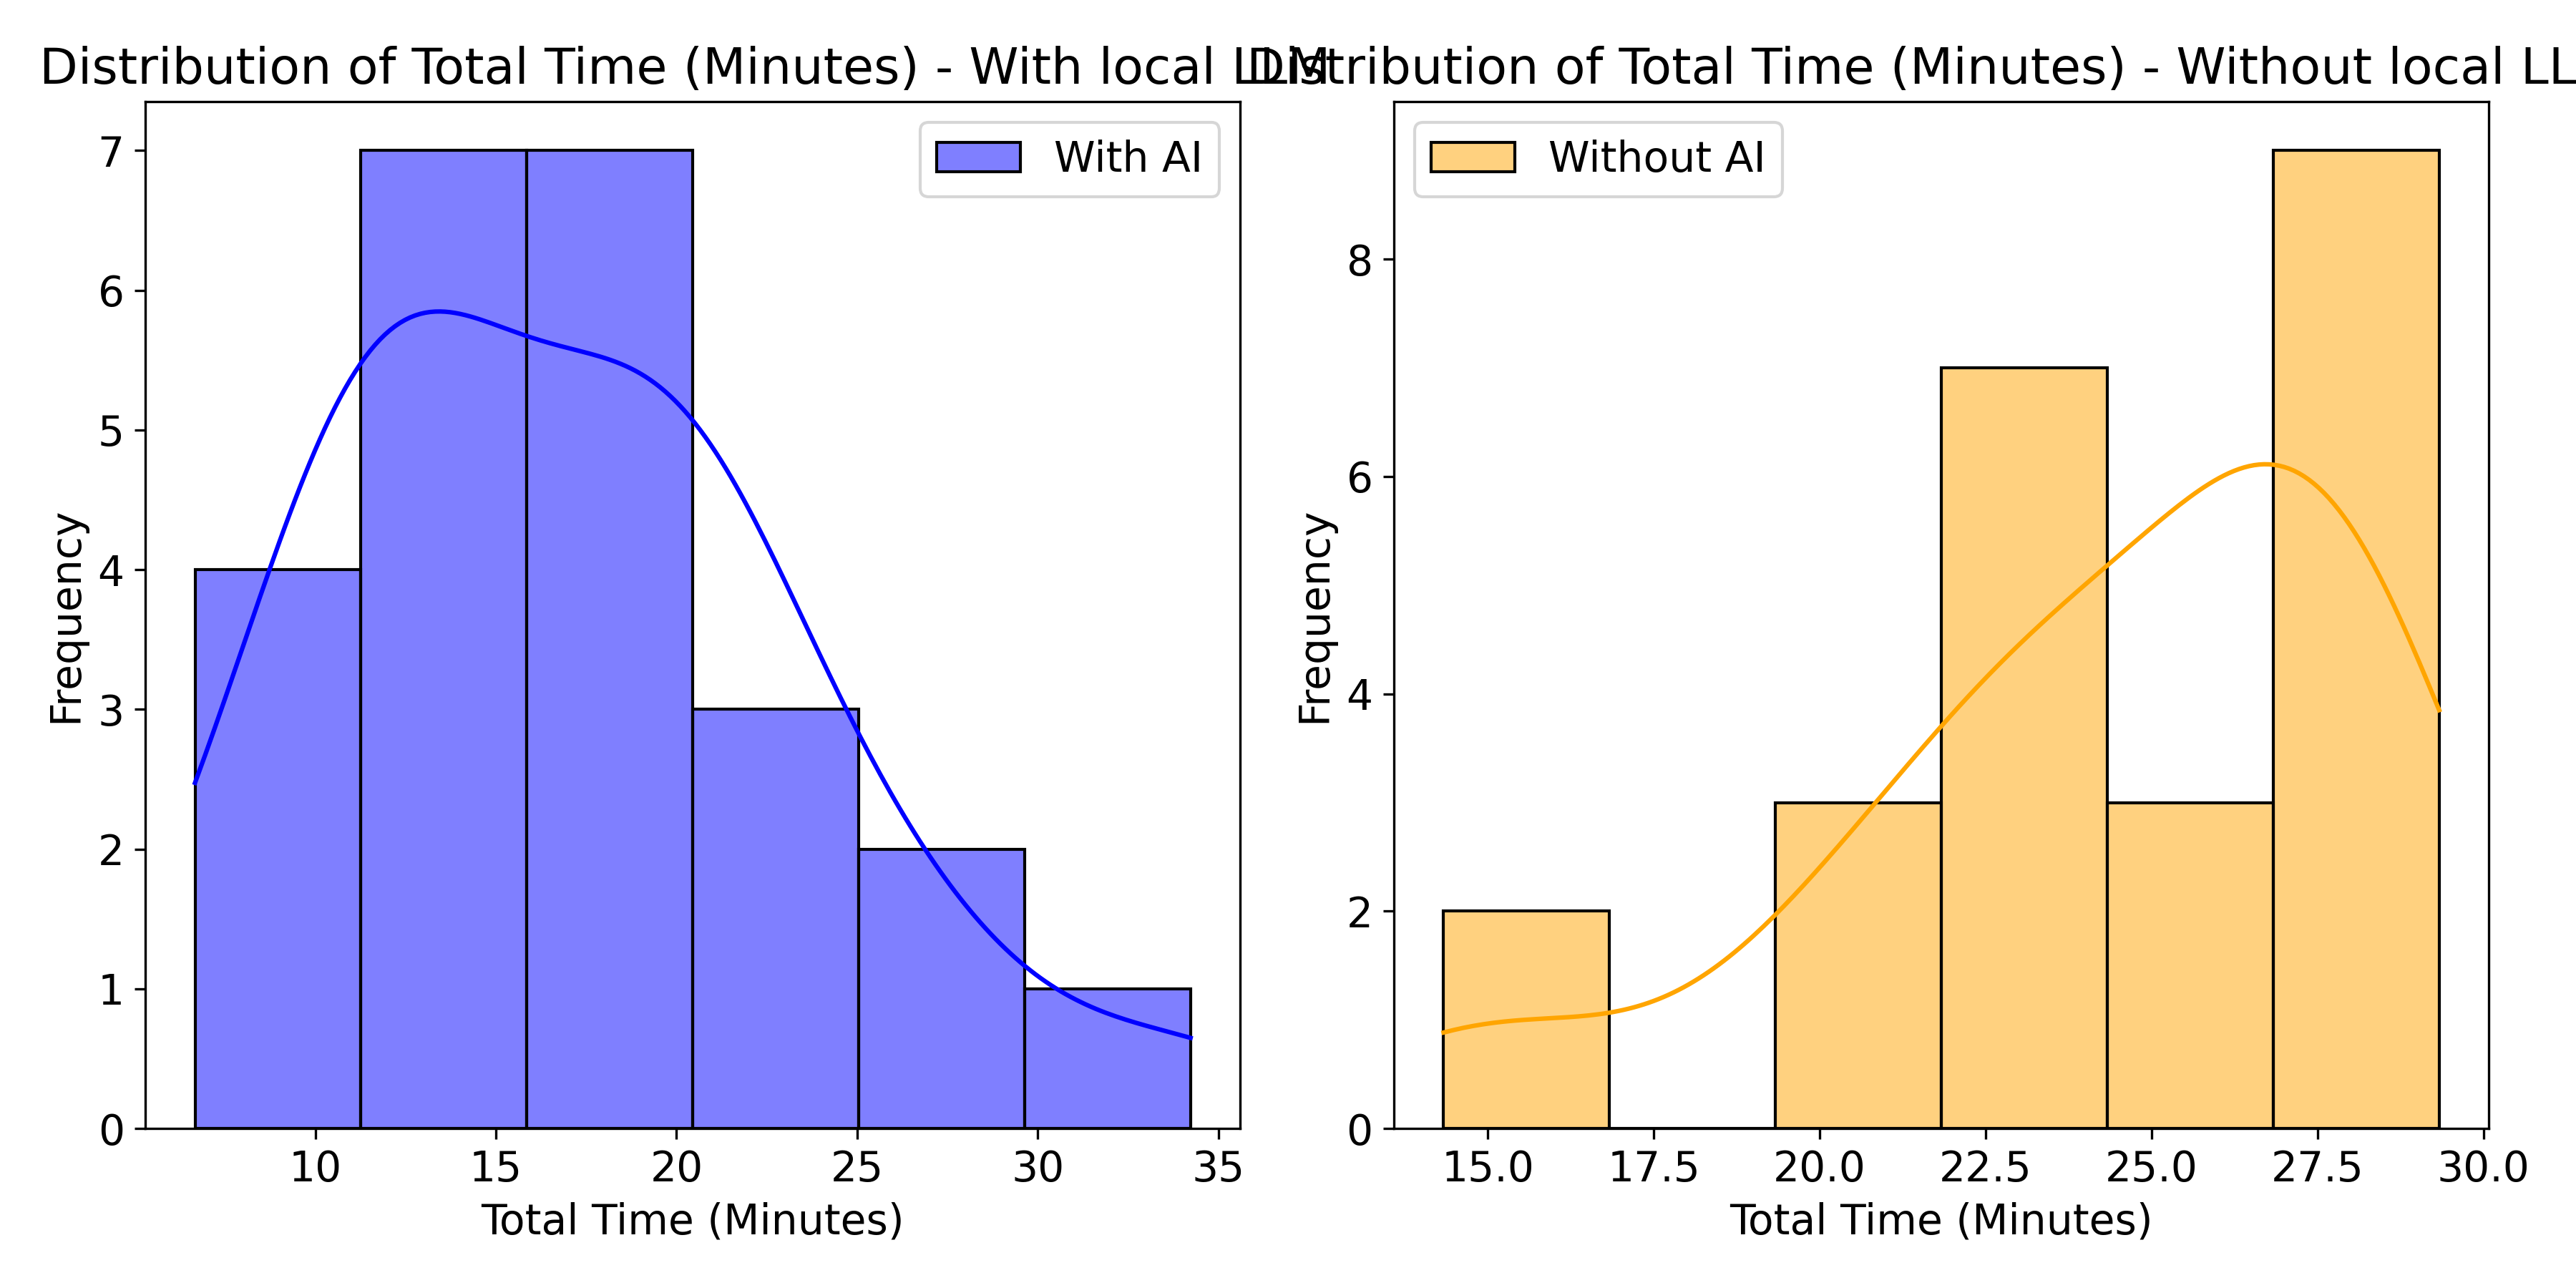 Distribution of Total Time (Minutes) - With local LLM
Distribution of Total Time (Minutes) - Without local LL
With AI
7
6
5
4
3
2
1
0
Frequency
10 15 20 25 30 35
Total Time (Minutes)
Without AI
8
6
4
2
0
Frequency
15.0 17.5 20.0 22.5 25.0 27.5 30.0
Total Time (Minutes)